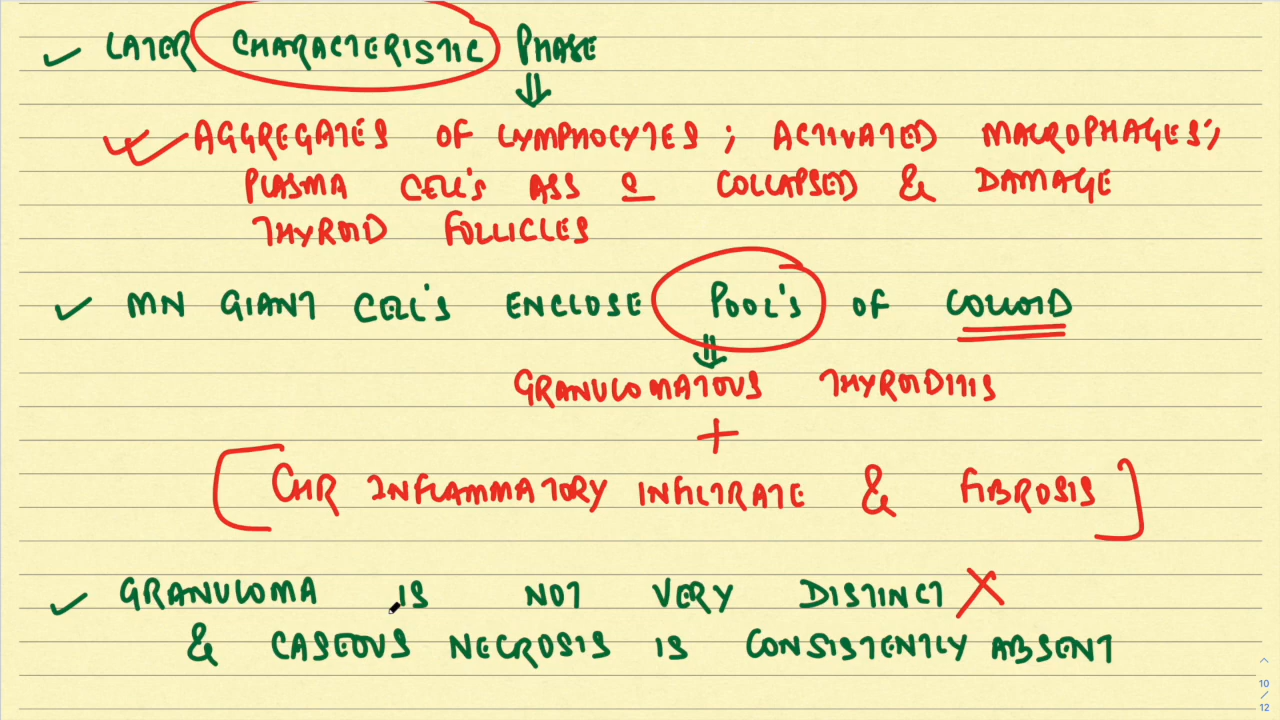 LATER CHARACTERISTIC PHASE
AGGREGATES OF LYMPHOCYTES; ACTIVATED MACROPHAGES;
PLASMA CELL'S ASS c COLLAPSED & DAMAGE
THYROID FOLLICLES
MN GIANT CELL'S ENCLOSE POOL'S OF COLLOID
GRANULOMATOUS THYROIDITIS
+
[CHR INFLAMMATORY INFILTRATE & FIBROSIS]
GRANULOMA IS NOT VERY DISTINCT X
& CASEOUS NECROSIS IS CONSISTENTLY ABSENT
10
/
12